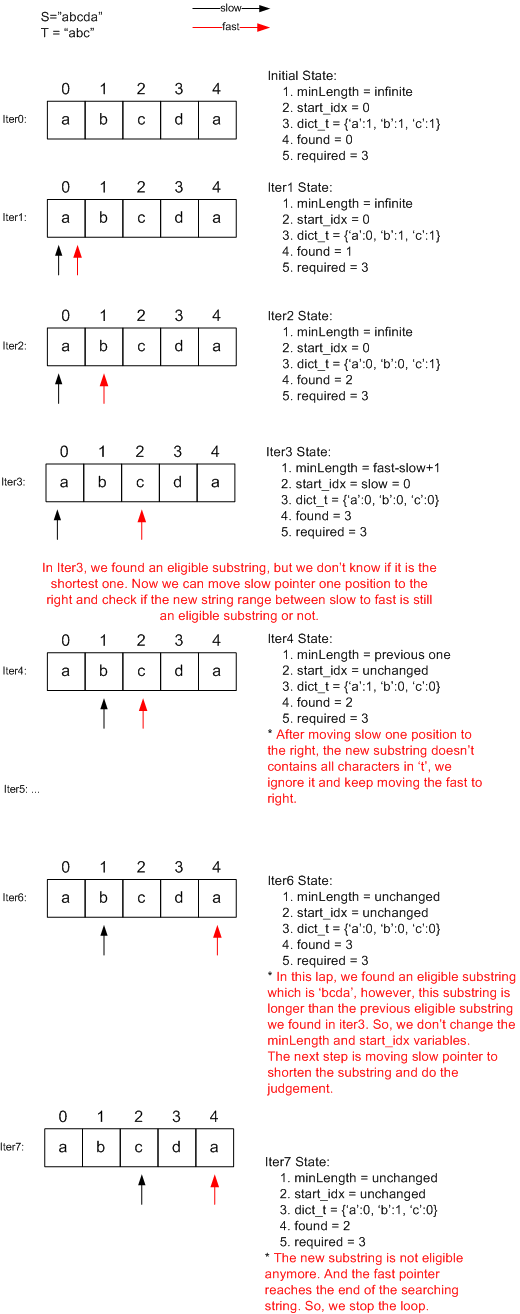 S="abcda"
T = "abc"
slow
fast
Initial State:
0 1 2 3 4
1. minLength = infinite
2. start_idx = 0
Iter0: a b c d a
3. dict_t = {‘a’:1, ‘b’:1, ‘c’:1}
4. found = 0
5. required = 3
Iter1 State:
0 1 2 3 4
1. minLength = infinite
2. start_idx = 0
Iter1: a b c d a
3. dict_t = {‘a’:0, ‘b’:1, ‘c’:1}
4. found = 1
5. required = 3
Iter2 State:
0 1 2 3 4
1. minLength = infinite
2. start_idx = 0
Iter2: a b c d a
3. dict_t = {‘a’:0, ‘b’:0, ‘c’:1}
4. found = 2
5. required = 3
Iter3 State:
0 1 2 3 4
1. minLength = fast-slow+1
2. start_idx = slow = 0
Iter3: a b c d a
3. dict_t = {‘a’:0, ‘b’:0, ‘c’:0}
4. found = 3
5. required = 3
In Iter3, we found an eligible substring, but we don’t know if it is the
shortest one. Now we can move slow pointer one position to the
right and check if the new string range between slow to fast is still
an eligible substring or not.
Iter4 State:
0 1 2 3 4
1. minLength = previous one
2. start_idx = unchanged
Iter4: a b c d a
3. dict_t = {‘a’:1, ‘b’:0, ‘c’:0}
4. found = 2
5. required = 3
* After moving slow one position to
the right, the new substring doesn’t
contains all characters in ‘t’, we
ignore it and keep moving the fast to
right.
Iter5: ...
0 1 2 3 4
Iter6 State:
1. minLength = unchanged
Iter6: a b c d a
2. start_idx = unchanged
3. dict_t = {‘a’:0, ‘b’:0, ‘c’:0}
4. found = 3
5. required = 3
* In this lap, we found an eligible substring
which is ‘bcda’, however, this substring is
longer than the previous eligible substring
we found in iter3. So, we don’t change the
minLength and start_idx variables.
The next step is moving slow pointer to
shorten the substring and do the
judgement.
0 1 2 3 4
Iter7: a b c d a
Iter7 State:
1. minLength = unchanged
2. start_idx = unchanged
3. dict_t = {‘a’:0, ‘b’:1, ‘c’:0}
4. found = 2
5. required = 3
* The new substring is not eligible
anymore. And the fast pointer
reaches the end of the searching
string. So, we stop the loop.